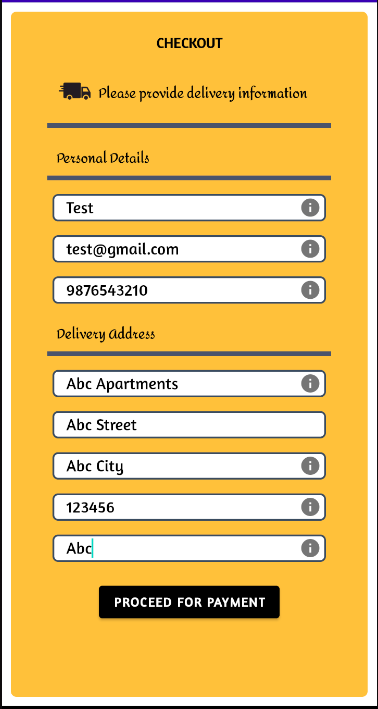 CHECKOUT
Please provide delivery information
Personal Details
Test
test@gmail.com
9876543210
Delivery Address
Abc Apartments
Abc Street
Abc City
123456
Abc
PROCEED FOR PAYMENT